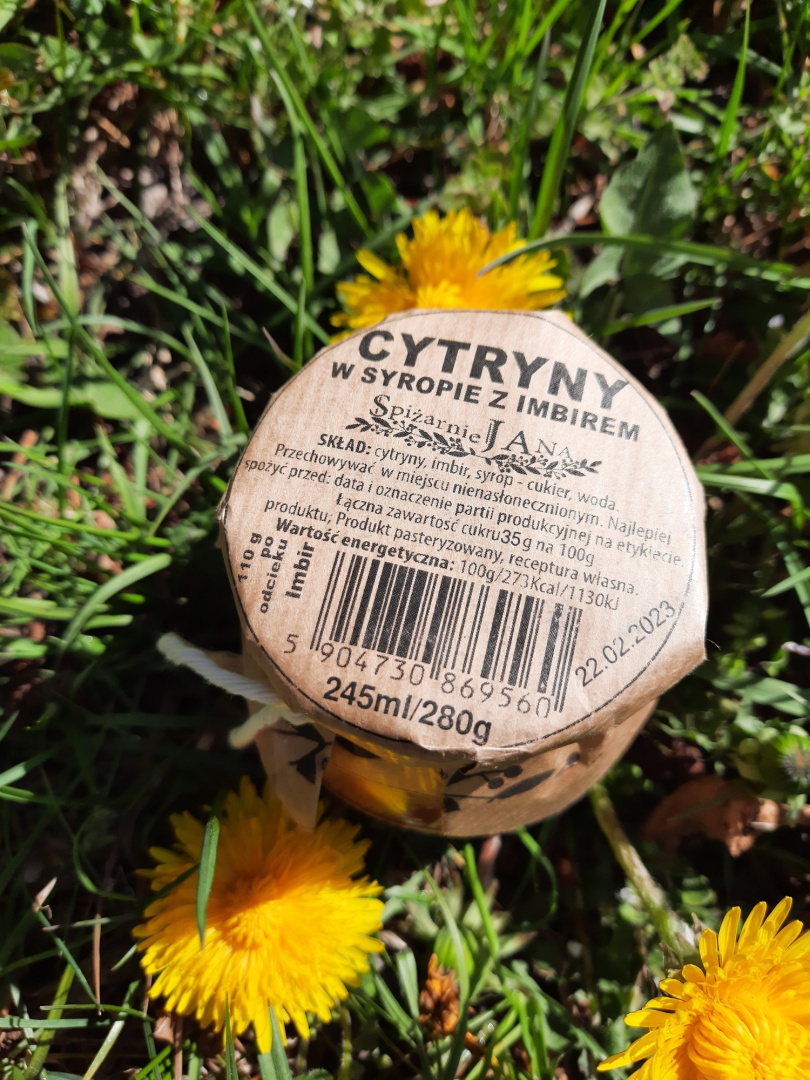 CYTRYNY
W SYROPIE Z IMBIREM
Spiżarnie JANA
SKŁAD: cytryny, imbir, syrop - cukier, woda.
Przechowywać w miejscu nienasłonecznionym. Najlepiej
spożyć przed: data i oznaczenie partii produkcyjnej na etykiecie
Łączna zawartość cukru35g na 100g
produktu, Produkt pasteryzowany, receptura własna.
Wartość energetyczna: 100g/273Kcal/1130kJ
110 g
po
odcieku
Imbir
5 904730 869560
22.02.2023
245ml/280g